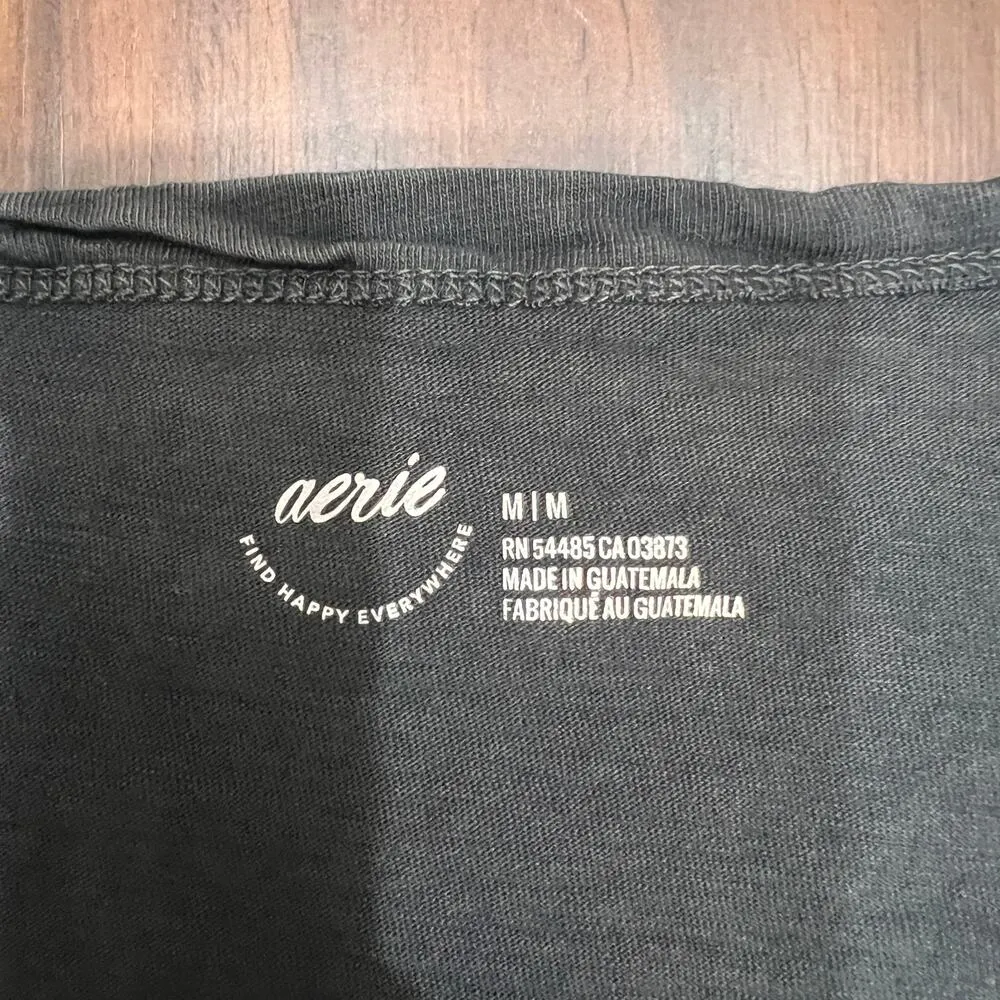 aerie
FIND HAPPY EVERYWHERE
M | M
RN 54485 CA 03873
MADE IN GUATEMALA
FABRIQUÉ AU GUATEMALA